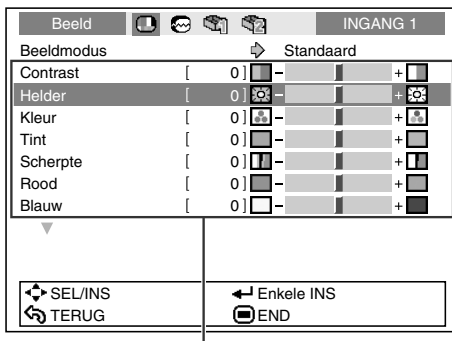 Beeld INGANG 1
Beeldmodus Standaard
Contrast [ 0 ] - +
Helder [ 0 ] - +
Kleur [ 0 ] - +
Tint [ 0 ] - +
Scherpte [ 0 ] - +
Rood [ 0 ] - +
Blauw [ 0 ] - +
SEL/INS Enkele INS
TERUG END